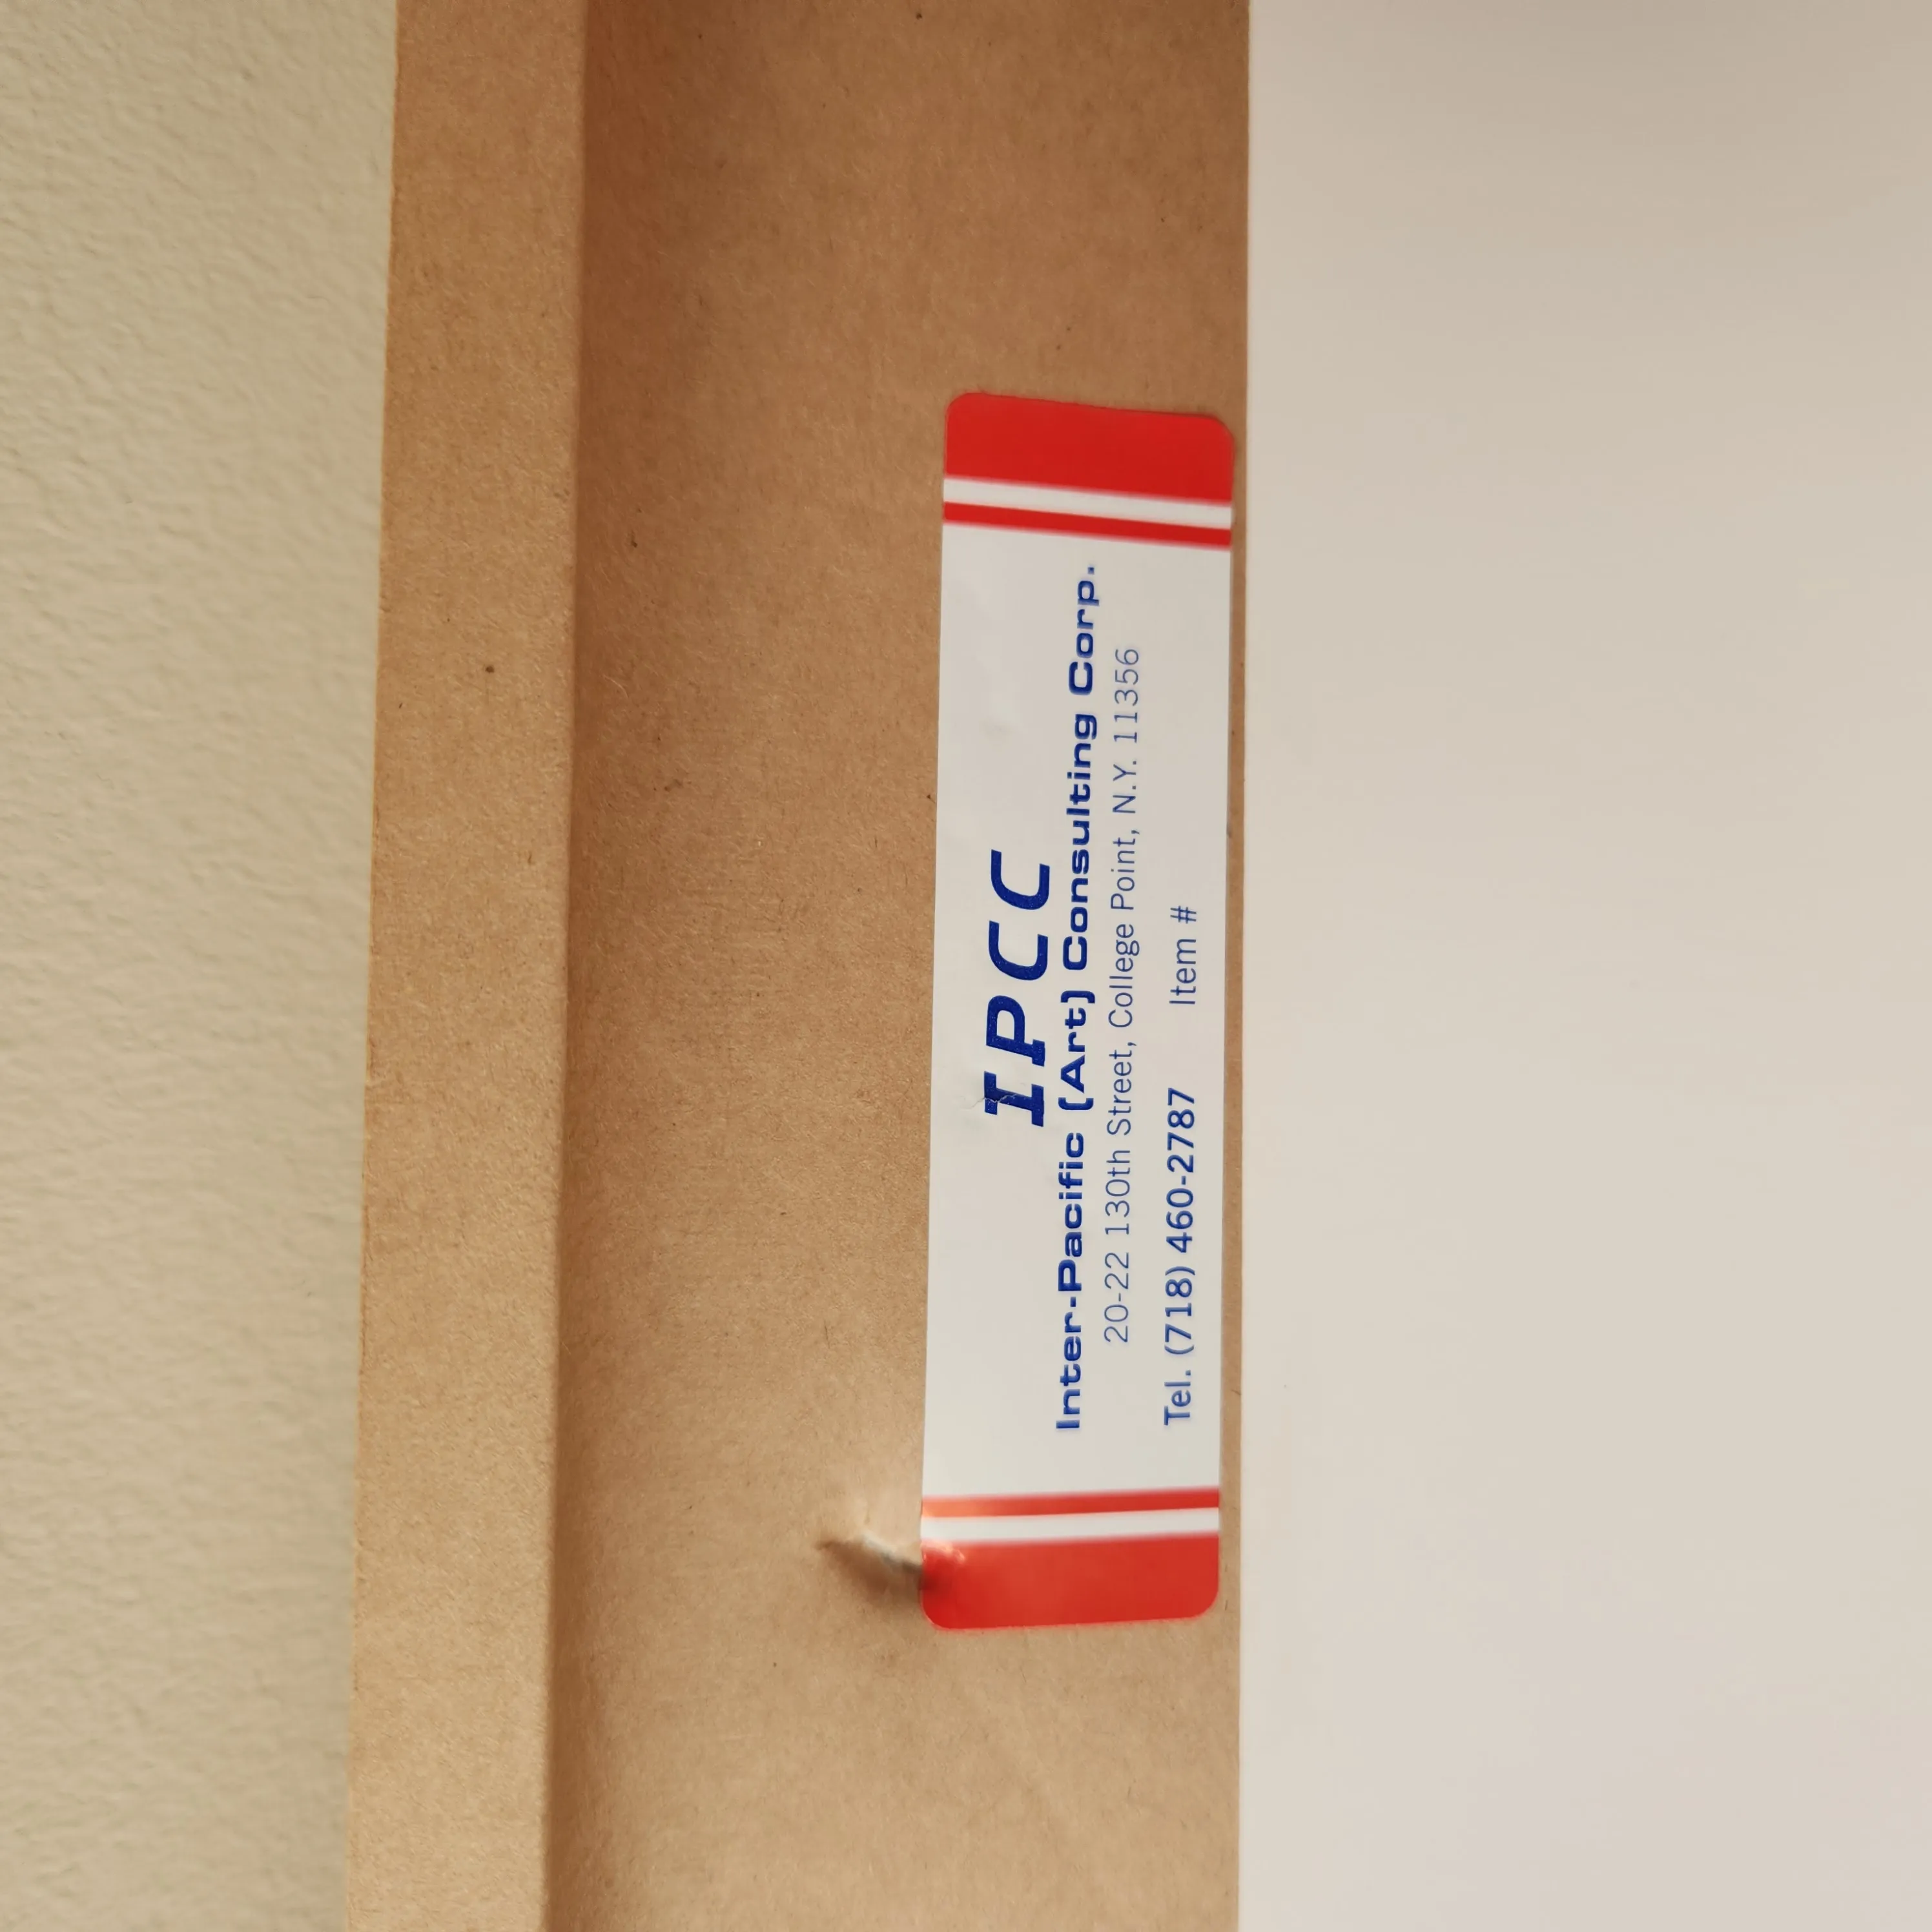 IPCC
Inter-Pacific (Art) Consulting Corp.
20-22 130th Street, College Point, N.Y. 11356
Tel. (718) 460-2787 Item #